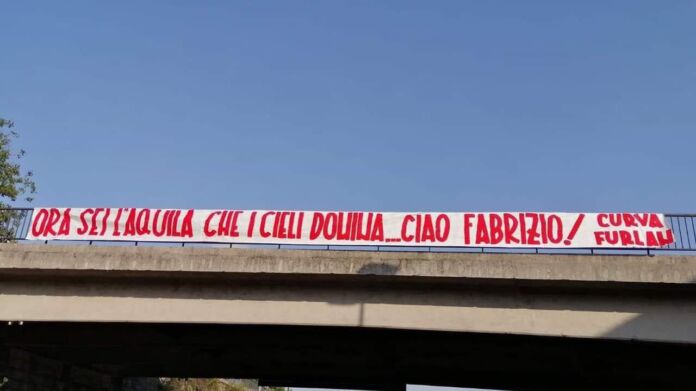 ORA SEI L'AQUILA CHE I CIELI DOMINA....CIAO FABRIZIO!
CURVA
FURLAN